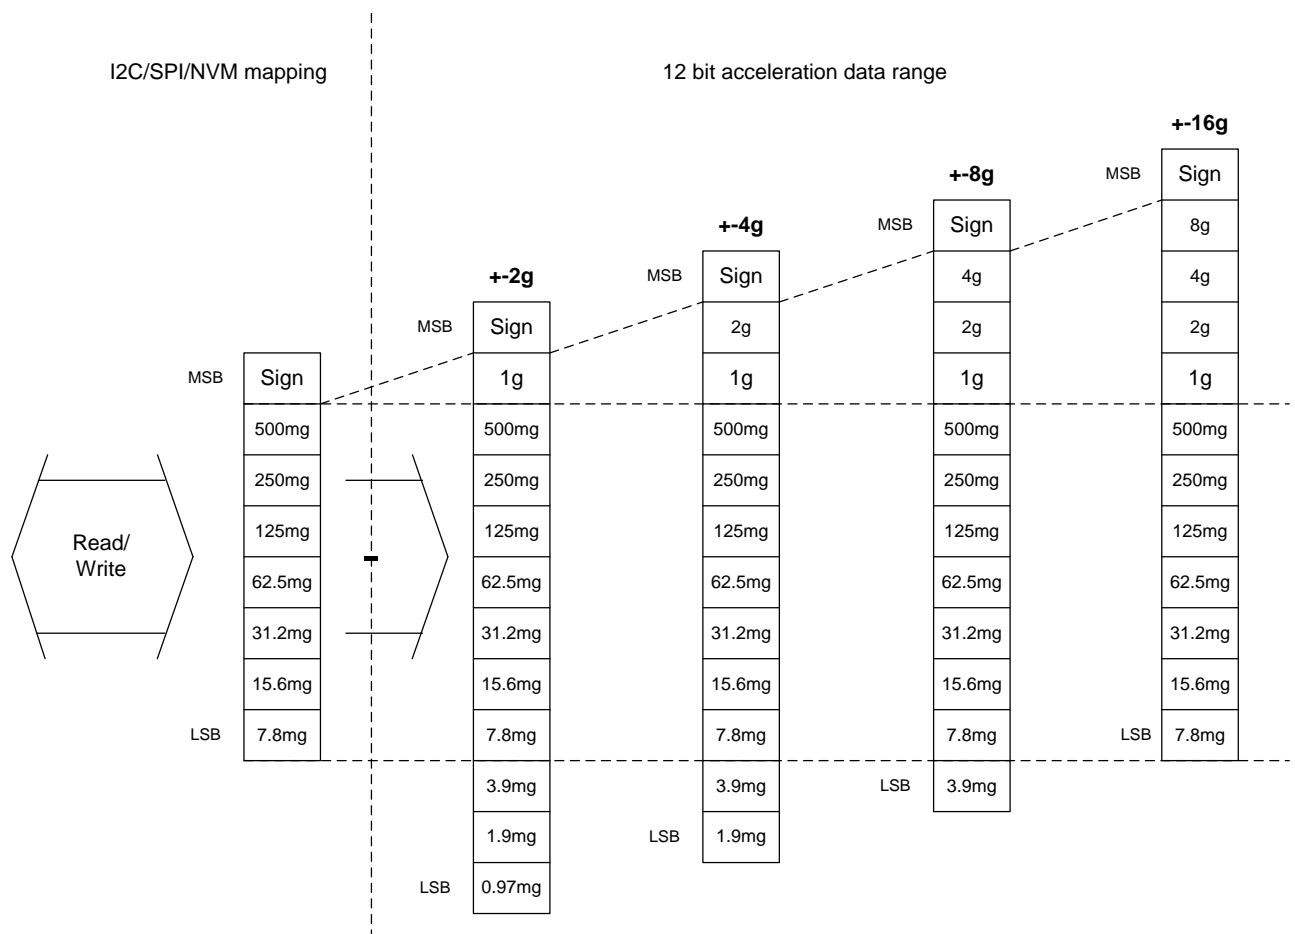 I2C/SPI/NVM mapping
12 bit acceleration data range
MSB
Sign
500mg
250mg
125mg
62.5mg
31.2mg
15.6mg
LSB
7.8mg
Read/
Write
+-2g
MSB
Sign
1g
500mg
250mg
125mg
62.5mg
31.2mg
15.6mg
7.8mg
3.9mg
1.9mg
LSB
0.97mg
+-4g
MSB
Sign
2g
1g
500mg
250mg
125mg
62.5mg
31.2mg
15.6mg
7.8mg
3.9mg
LSB
1.9mg
+-8g
MSB
Sign
4g
2g
1g
500mg
250mg
125mg
62.5mg
31.2mg
15.6mg
7.8mg
LSB
3.9mg
+-16g
MSB
Sign
8g
4g
2g
1g
500mg
250mg
125mg
62.5mg
31.2mg
15.6mg
LSB
7.8mg